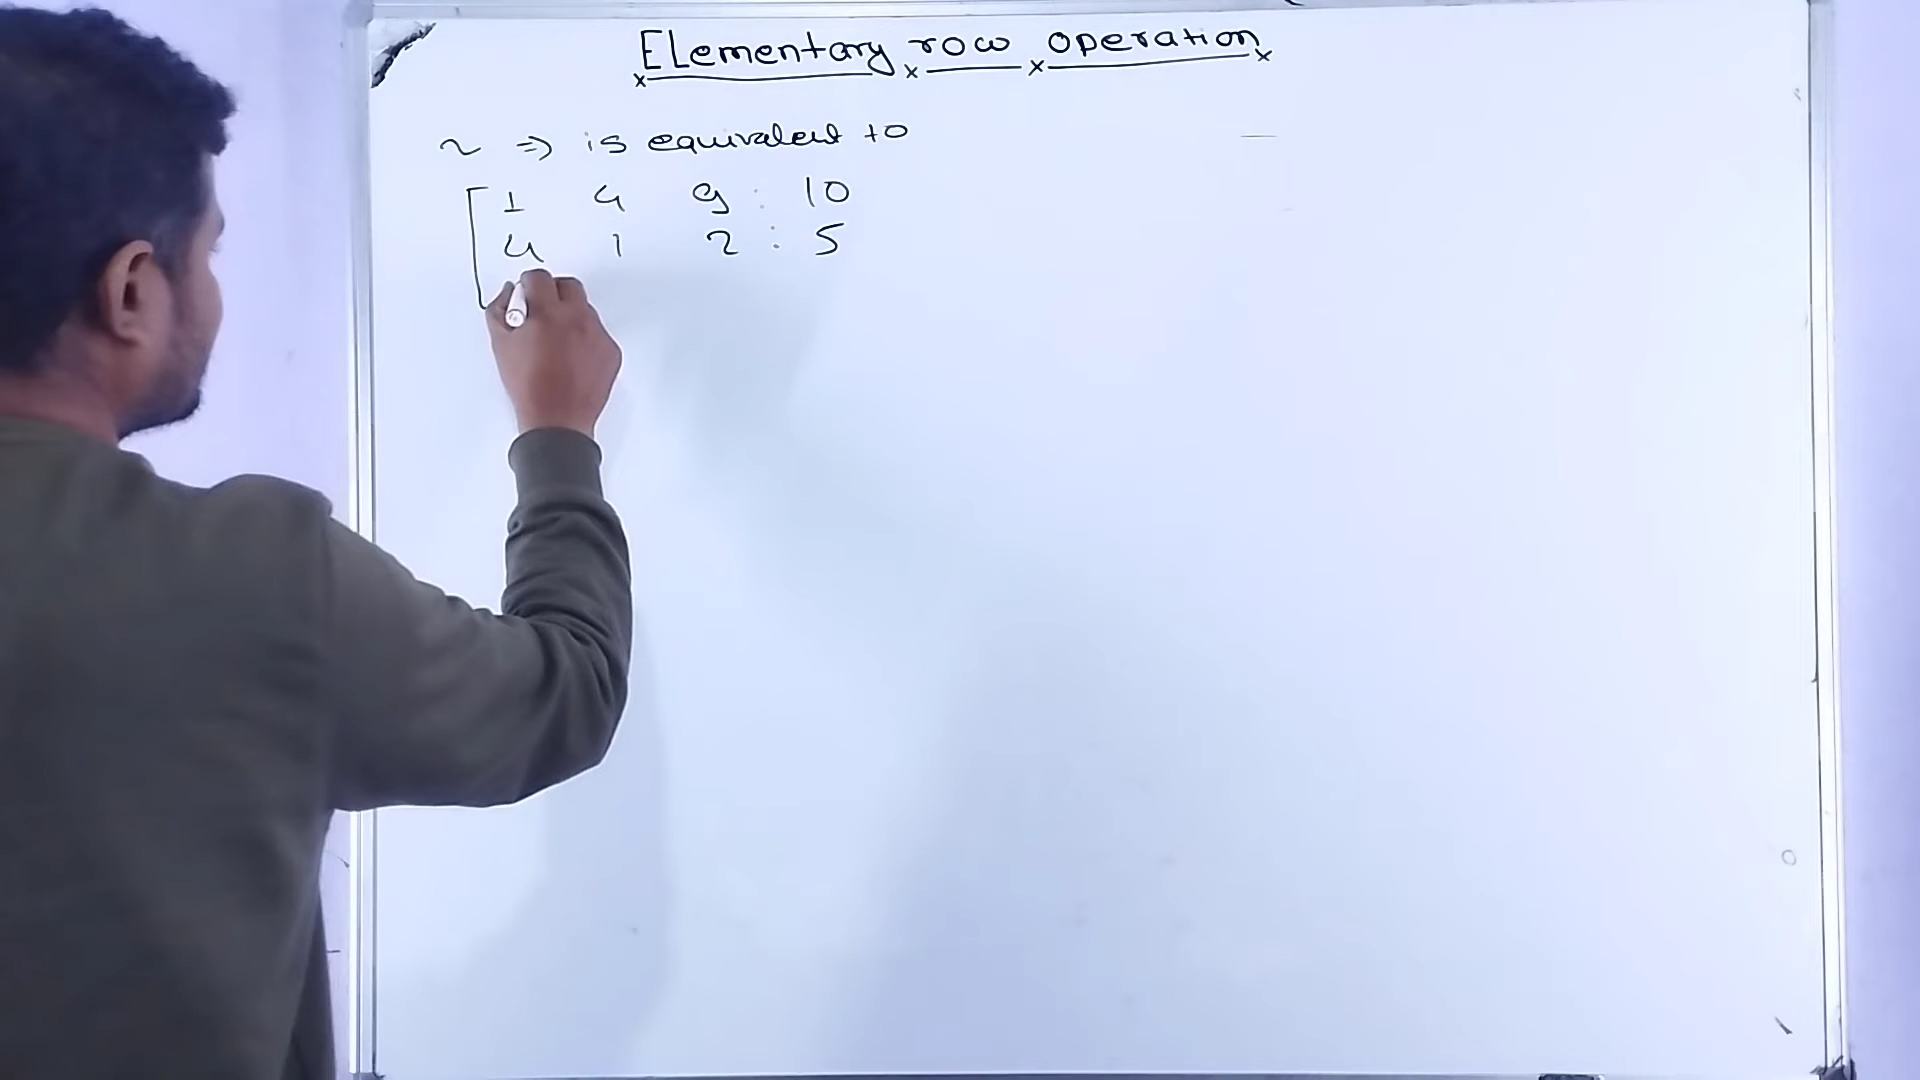 Elementary row operation
~ ⇒ is equivalent to
1 4 9 : 10
4 1 2 : 5